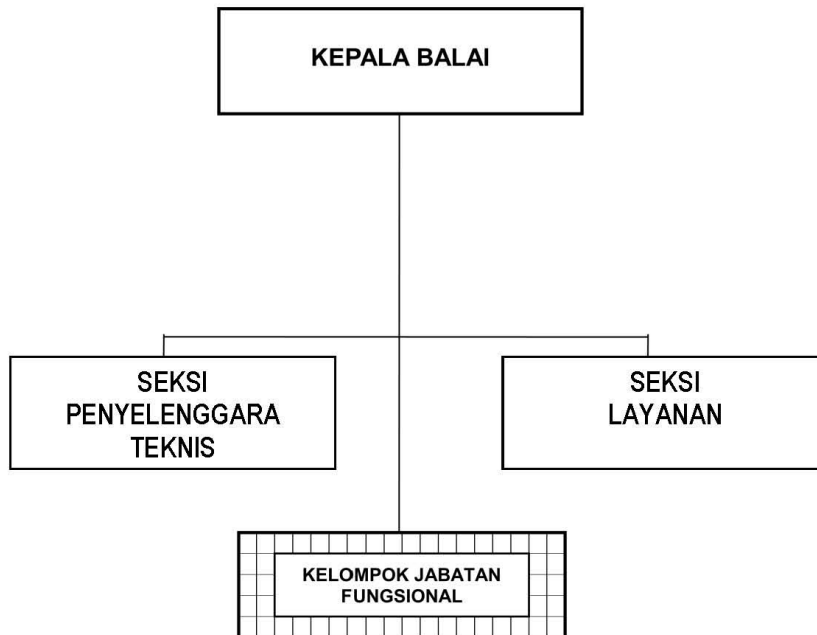 KEPALA BALAI
SEKSI
PENYELENGGARA
TEKNIS
SEKSI
LAYANAN
KELOMPOK JABATAN
FUNGSIONAL